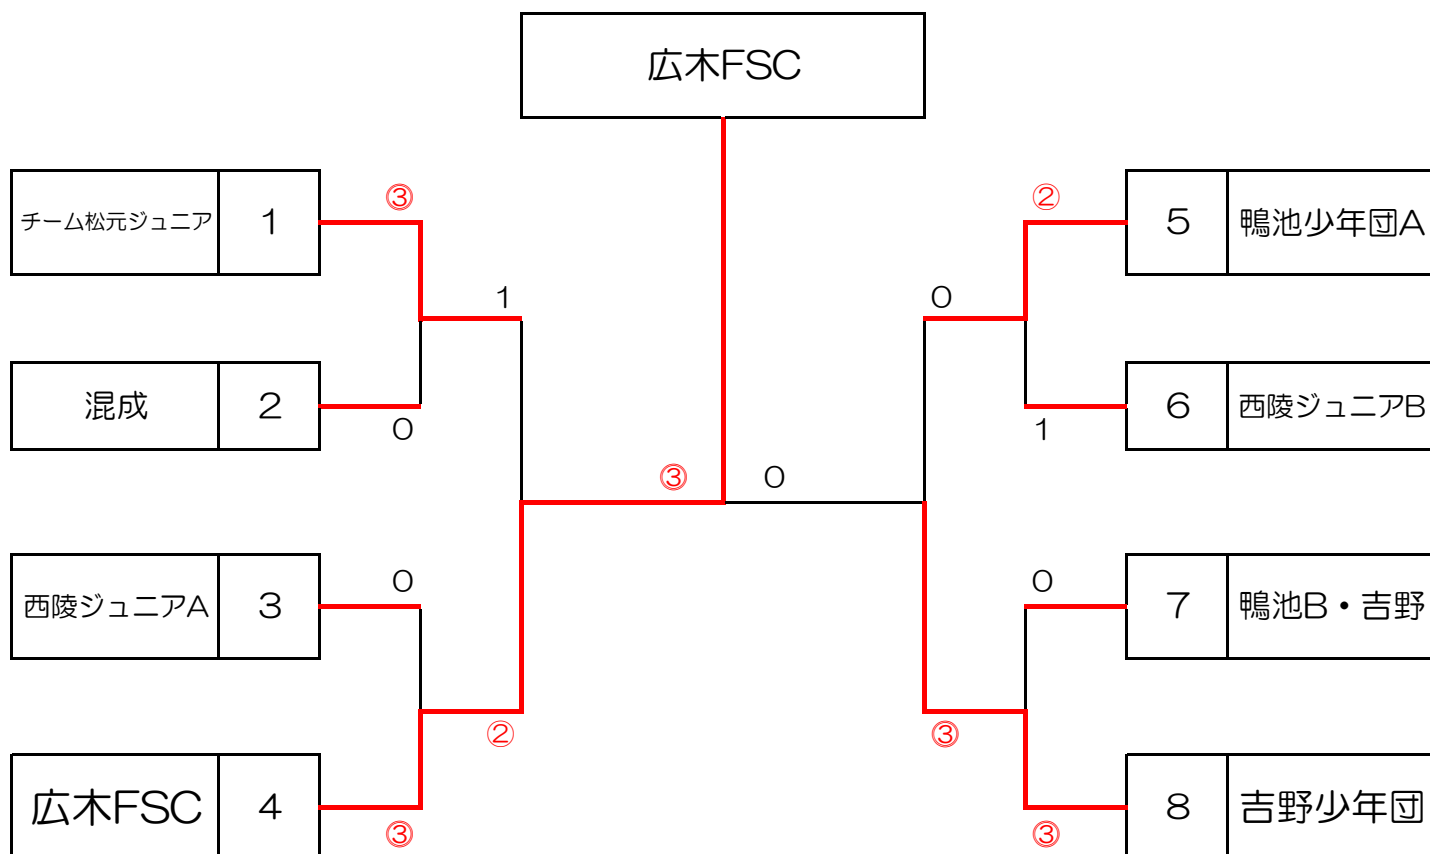 広木FSC
チーム松元ジュニア 1 ③ ② 5 鴨池少年団A
1 0
混成 2 0 1 6 西陵ジュニアB
③ 0
西陵ジュニアA 3 0 0 7 鴨池B・吉野
② ③
広木FSC 4 ③ ③ 8 吉野少年団